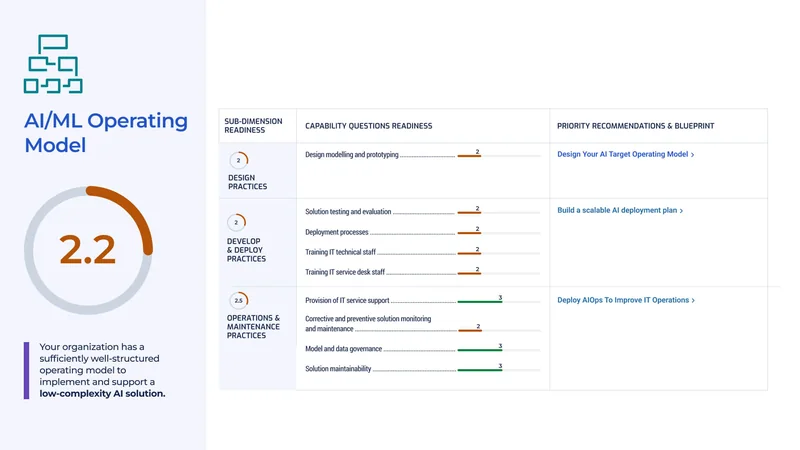 AI/ML Operating
Model
2.2
Your organization has a
sufficiently well-structured
operating model to
implement and support a
low-complexity AI solution.
SUB-DIMENSION
READINESS
CAPABILITY QUESTIONS READINESS
PRIORITY RECOMMENDATIONS & BLUEPRINT
2
DESIGN
PRACTICES
Design modelling and prototyping 2
Design Your AI Target Operating Model >
2
DEVELOP
& DEPLOY
PRACTICES
Solution testing and evaluation 2
Deployment processes 2
Training IT technical staff 2
Training IT service desk staff 2
Build a scalable AI deployment plan >
2.5
OPERATIONS &
MAINTENANCE
PRACTICES
Provision of IT service support 3
Corrective and preventive solution monitoring
and maintenance 2
Model and data governance 3
Solution maintainability 3
Deploy AIOps To Improve IT Operations >